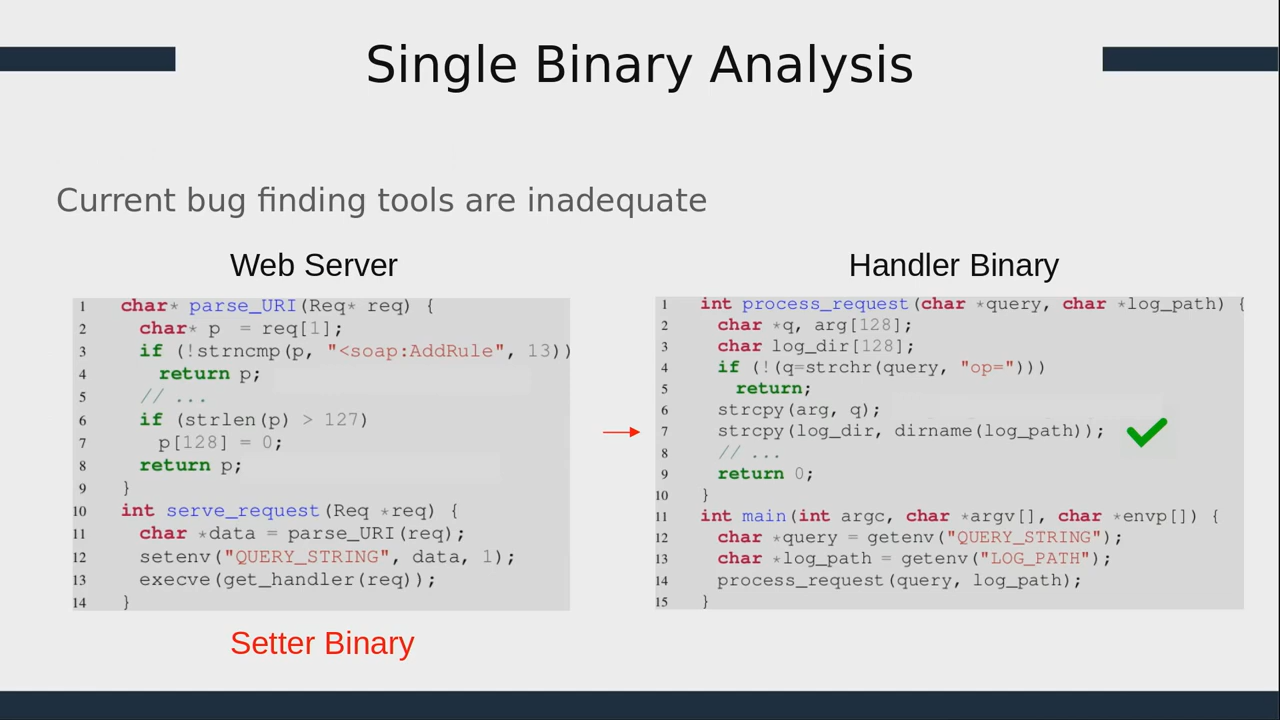 Single Binary Analysis
Current bug finding tools are inadequate
Web Server
1 char* parse_URI(Req* req) {
2 char* p = req[1];
3 if (!strncmp(p, "<soap:AddRule", 13))
4 return p;
5 // ...
6 if (strlen(p) > 127)
7 p[128] = 0;
8 return p;
9 }
10 int serve_request(Req *req) {
11 char *data = parse_URI(req);
12 setenv("QUERY_STRING", data, 1);
13 execve(get_handler(req));
14 }
Setter Binary
Handler Binary
1 int process_request(char *query, char *log_path) {
2 char *q, arg[128];
3 char log_dir[128];
4 if (!(q=strchr(query, "op=")))
5 return;
6 strcpy(arg, q);
7 strcpy(log_dir, dirname(log_path));
8 // ...
9 return 0;
10 }
11 int main(int argc, char *argv[], char *envp[]) {
12 char *query = getenv("QUERY_STRING");
13 char *log_path = getenv("LOG_PATH");
14 process_request(query, log_path);
15 }